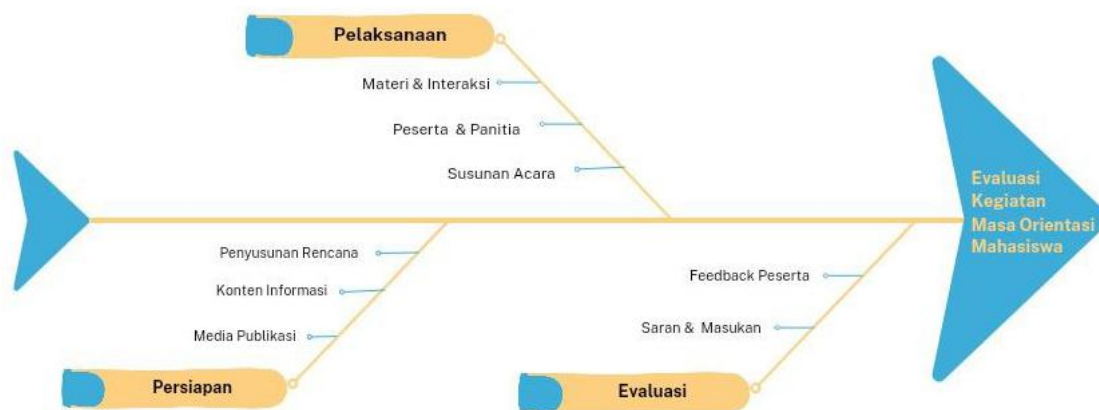 Pelaksanaan
Materi & Interaksi
Peserta & Panitia
Susunan Acara
Evaluasi
Kegiatan
Masa Orientasi
Mahasiswa
Penyusunan Rencana
Konten Informasi
Media Publikasi
Persiapan
Feedback Peserta
Saran & Masukan
Evaluasi